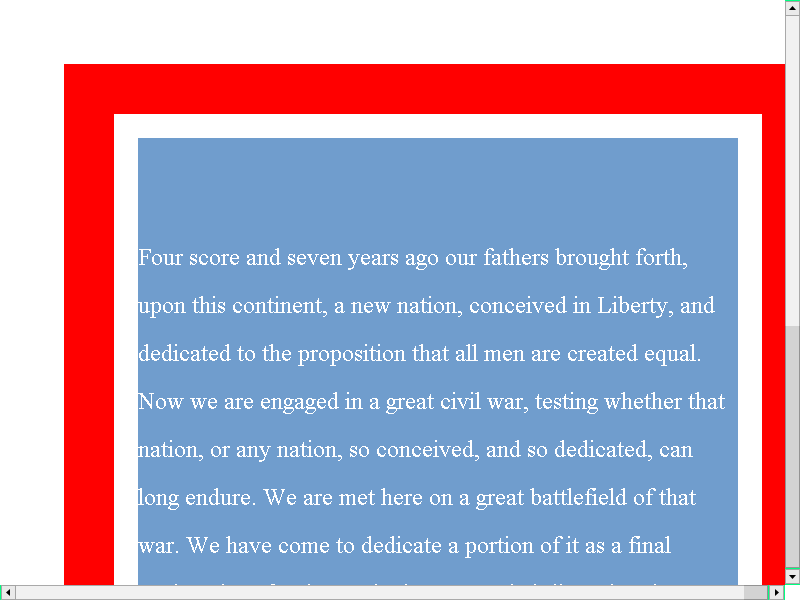 Four score and seven years ago our fathers brought forth,
upon this continent, a new nation, conceived in Liberty, and
dedicated to the proposition that all men are created equal.
Now we are engaged in a great civil war, testing whether that
nation, or any nation, so conceived, and so dedicated, can
long endure. We are met here on a great battlefield of that
war. We have come to dedicate a portion of it as a final